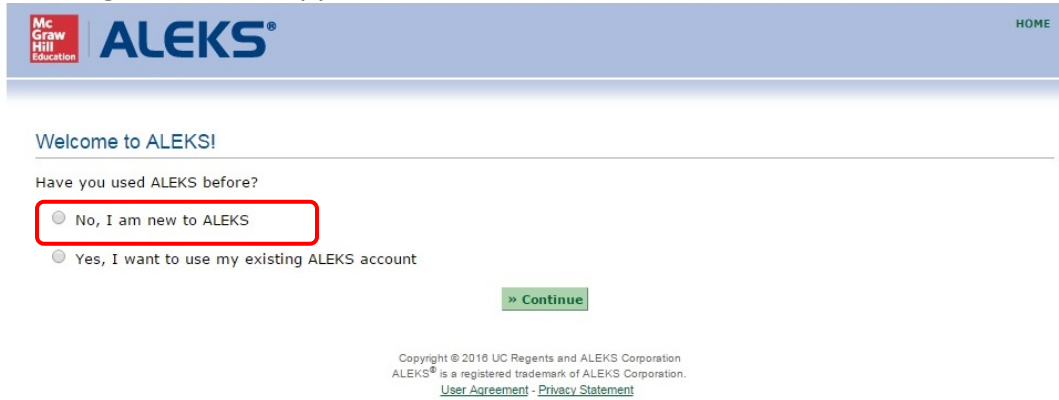 Mc
Graw
Hill
Education
ALEKS®
HOME
Welcome to ALEKS!
Have you used ALEKS before?
No, I am new to ALEKS
Yes, I want to use my existing ALEKS account
» Continue
Copyright © 2016 UC Regents and ALEKS Corporation
ALEKS® is a registered trademark of ALEKS Corporation.
User Agreement - Privacy Statement